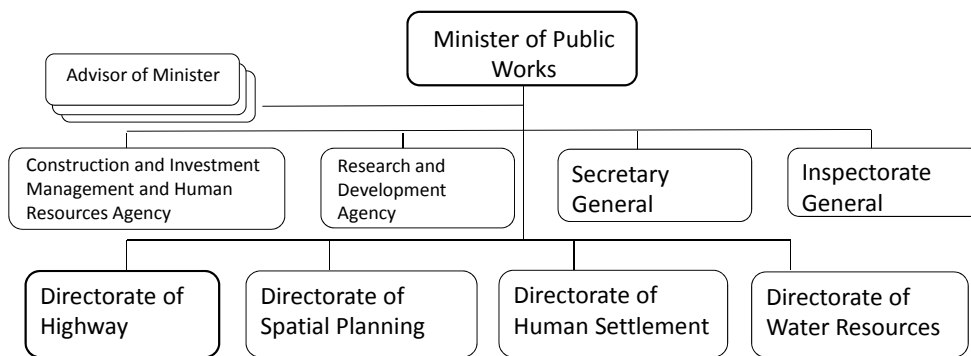 Minister of Public
Works
Advisor of Minister
Construction and Investment
Management and Human
Resources Agency
Research and
Development
Agency
Secretary
General
Inspectorate
General
Directorate of
Highway
Directorate of
Spatial Planning
Directorate of
Human Settlement
Directorate of
Water Resources